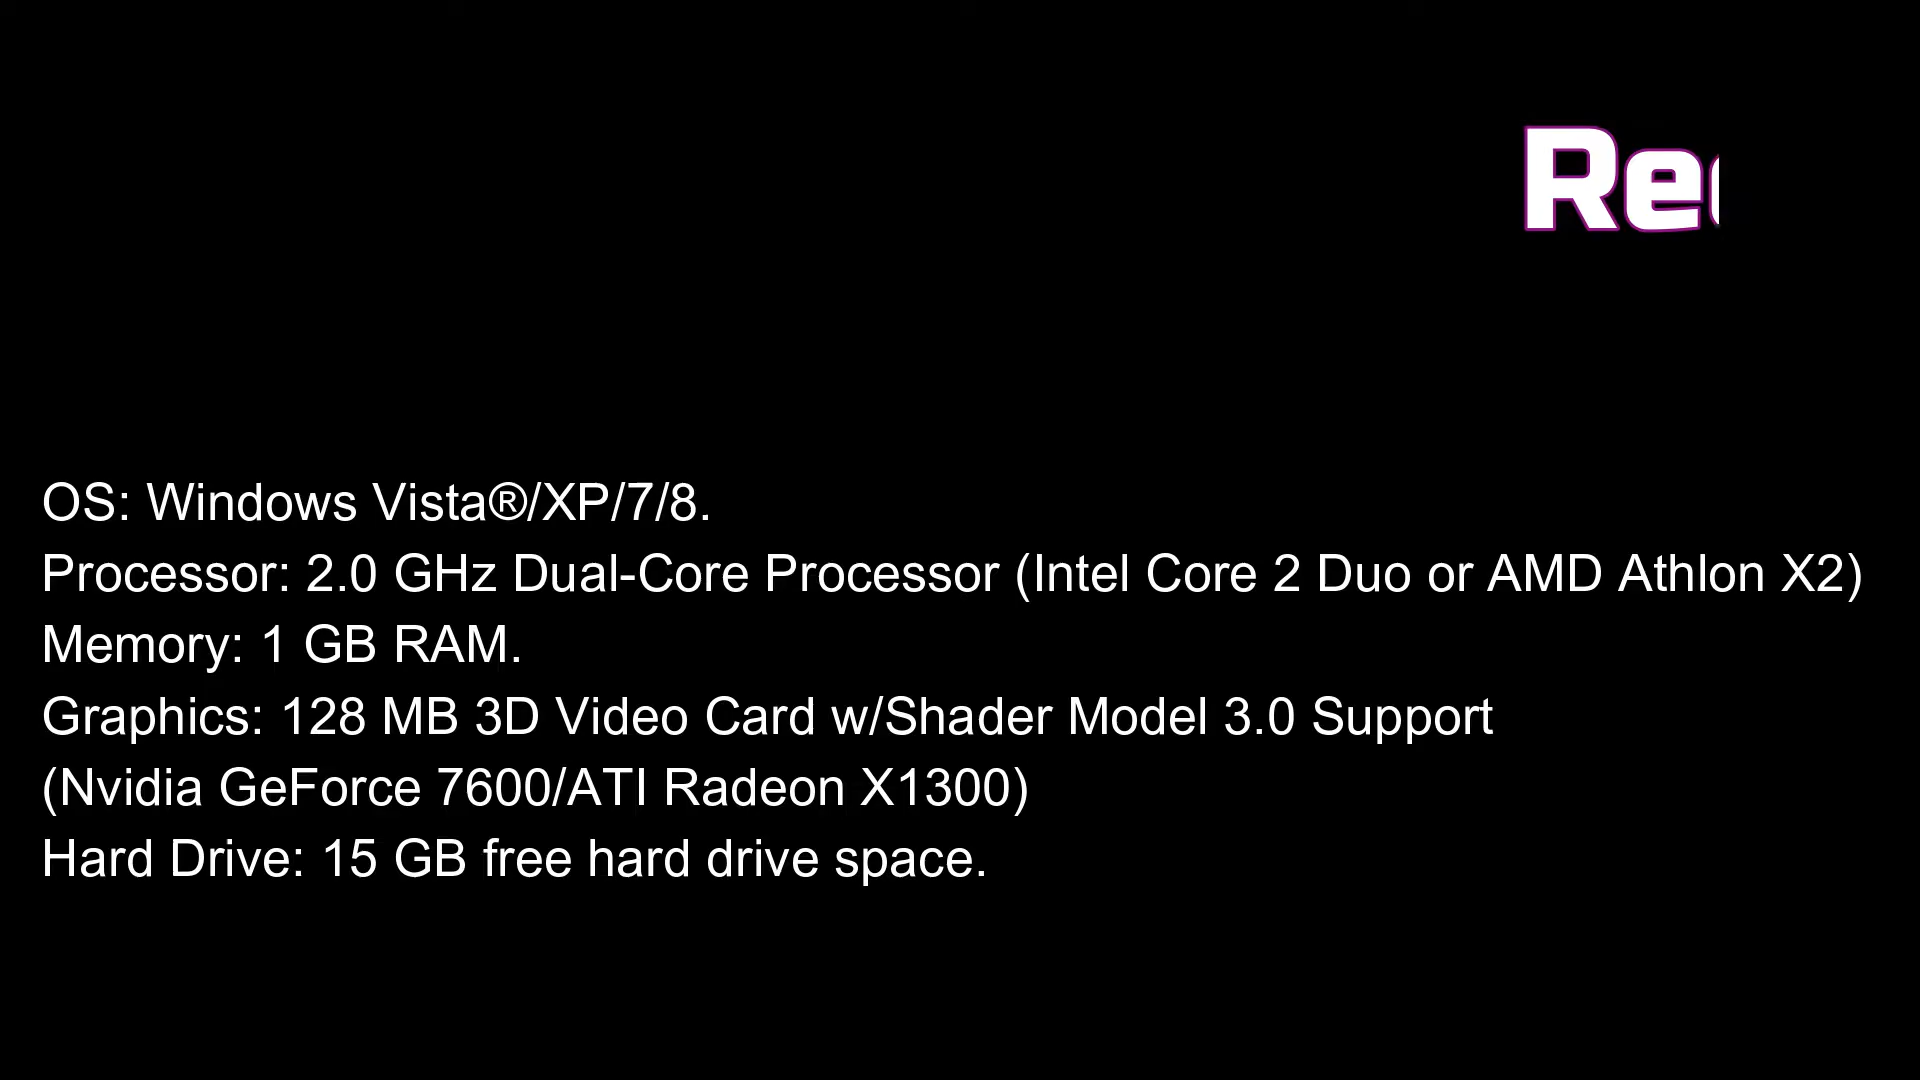 Re
OS: Windows Vista®/XP/7/8.
Processor: 2.0 GHz Dual-Core Processor (Intel Core 2 Duo or AMD Athlon X2)
Memory: 1 GB RAM.
Graphics: 128 MB 3D Video Card w/Shader Model 3.0 Support
(Nvidia GeForce 7600/ATI Radeon X1300)
Hard Drive: 15 GB free hard drive space.